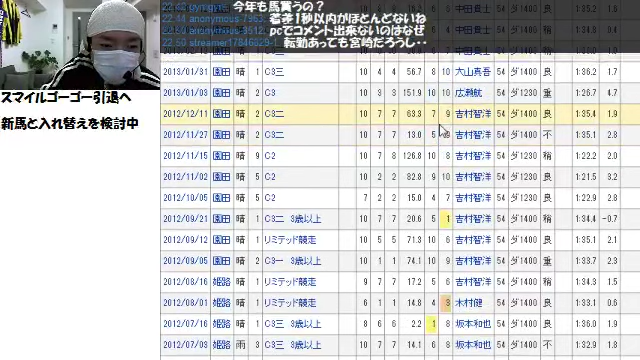 今年も馬買うの？
着差1秒以内がほとんどないね
pcでコメント出来ないのはなぜ
転勤あっても宮崎だろうし・・
22:44 anonymous-7963
スマイルゴーゴー引退へ
新馬と入れ替えを検討中
2013/01/31 園田 晴 1 C3三 10 4 4 56.7 8 10 大山真吾 54 ダ1400 良 1:36.2 1.7
2013/01/03 園田 晴 1 C3 10 3 3 151.9 10 10 広瀬航 54 ダ1230 重 1:26.7 4.7
2012/12/11 園田 晴 2 C3二 10 7 7 63.3 7 9 吉村智洋 54 ダ1400 良 1:35.4 1.9
2012/11/27 園田 晴 2 C3二 10 7 7 13.0 5 吉村智洋 54 ダ1400 不 1:35.1 2.8
2012/11/15 園田 晴 9 C2 10 7 8 126.8 10 8 吉村智洋 54 ダ1230 稍 1:22.2 2.0
2012/11/02 園田 晴 5 C2 10 2 2 82.8 9 10 吉村智洋 54 ダ1230 良 1:21.5 3.2
2012/10/05 園田 晴 5 C2 7 2 2 15.0 4 7 吉村智洋 54 ダ1230 良 1:22.9 2.8
2012/09/21 園田 晴 2 C3二 3歳以上 10 7 7 20.6 5 1 吉村智洋 54 ダ1400 稍 1:34.4 -0.7
2012/09/12 園田 晴 1 リミテッド競走 10 5 5 71.3 10 6 吉村智洋 54 ダ1400 良 1:35.1 2.1
2012/09/05 園田 晴 2 C3一 3歳以上 10 1 1 74.1 10 9 吉村智洋 54 ダ1400 重 1:33.7 2.3
2012/08/16 姫路 晴 1 リミテッド競走 9 7 7 17.2 5 6 吉村智洋 54 ダ1400 稍 1:34.3 1.5
2012/08/01 姫路 晴 1 リミテッド競走 6 1 1 14.8 4 3 木村健 54 ダ1400 良 1:33.1 0.6
2012/07/16 姫路 晴 1 C3三 3歳以上 8 6 6 2.2 1 8 坂本和也 54 ダ1400 良 1:36.0 1.9
2012/07/03 姫路 雨 3 C3三 3歳以上 10 7 7 14.1 6 8 坂本和也 54 ダ1400 不 1:32.9 1.8